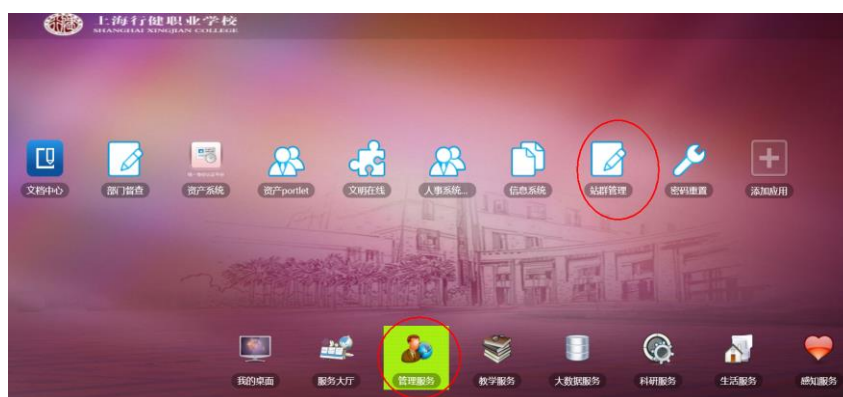 上海行健职业学校
SHANGHAI XINGJIAN COLLEGE
文档中心
部门督查
资产系统
资产portlet
文明在线
人事系统...
信息系统
站群管理
密码重置
添加应用
我的桌面
服务大厅
管理服务
教学服务
大数据服务
科研服务
生活服务
感知服务